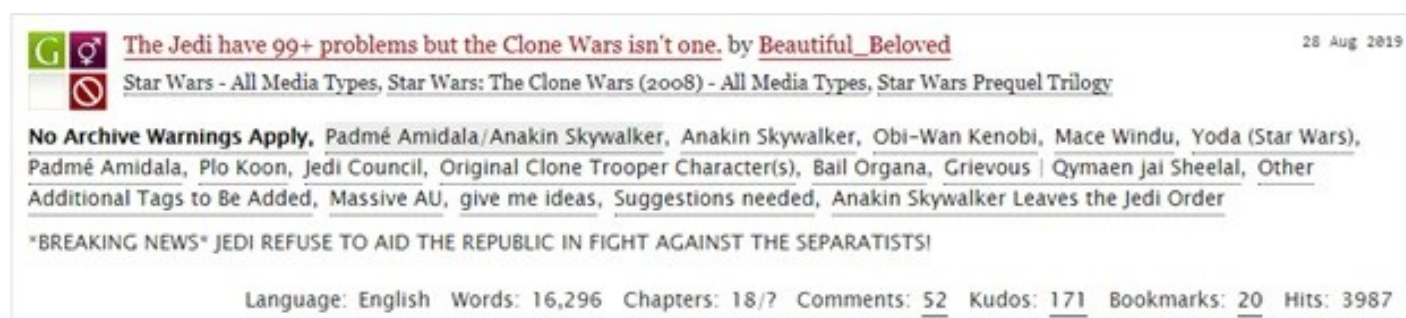 G The Jedi have 99+ problems but the Clone Wars isn't one. by Beautiful_Beloved 28 Aug 2019
Star Wars - All Media Types, Star Wars: The Clone Wars (2008) - All Media Types, Star Wars Prequel Trilogy
No Archive Warnings Apply, Padmé Amidala/Anakin Skywalker, Anakin Skywalker, Obi-Wan Kenobi, Mace Windu, Yoda (Star Wars),
Padmé Amidala, Plo Koon, Jedi Council, Original Clone Trooper Character(s), Bail Organa, Grievous | Qymaen jai Sheelal, Other
Additional Tags to Be Added, Massive AU, give me ideas, Suggestions needed, Anakin Skywalker Leaves the Jedi Order
*BREAKING NEWS* JEDI REFUSE TO AID THE REPUBLIC IN FIGHT AGAINST THE SEPARATISTS!
Language: English Words: 16,296 Chapters: 18/? Comments: 52 Kudos: 171 Bookmarks: 20 Hits: 3987